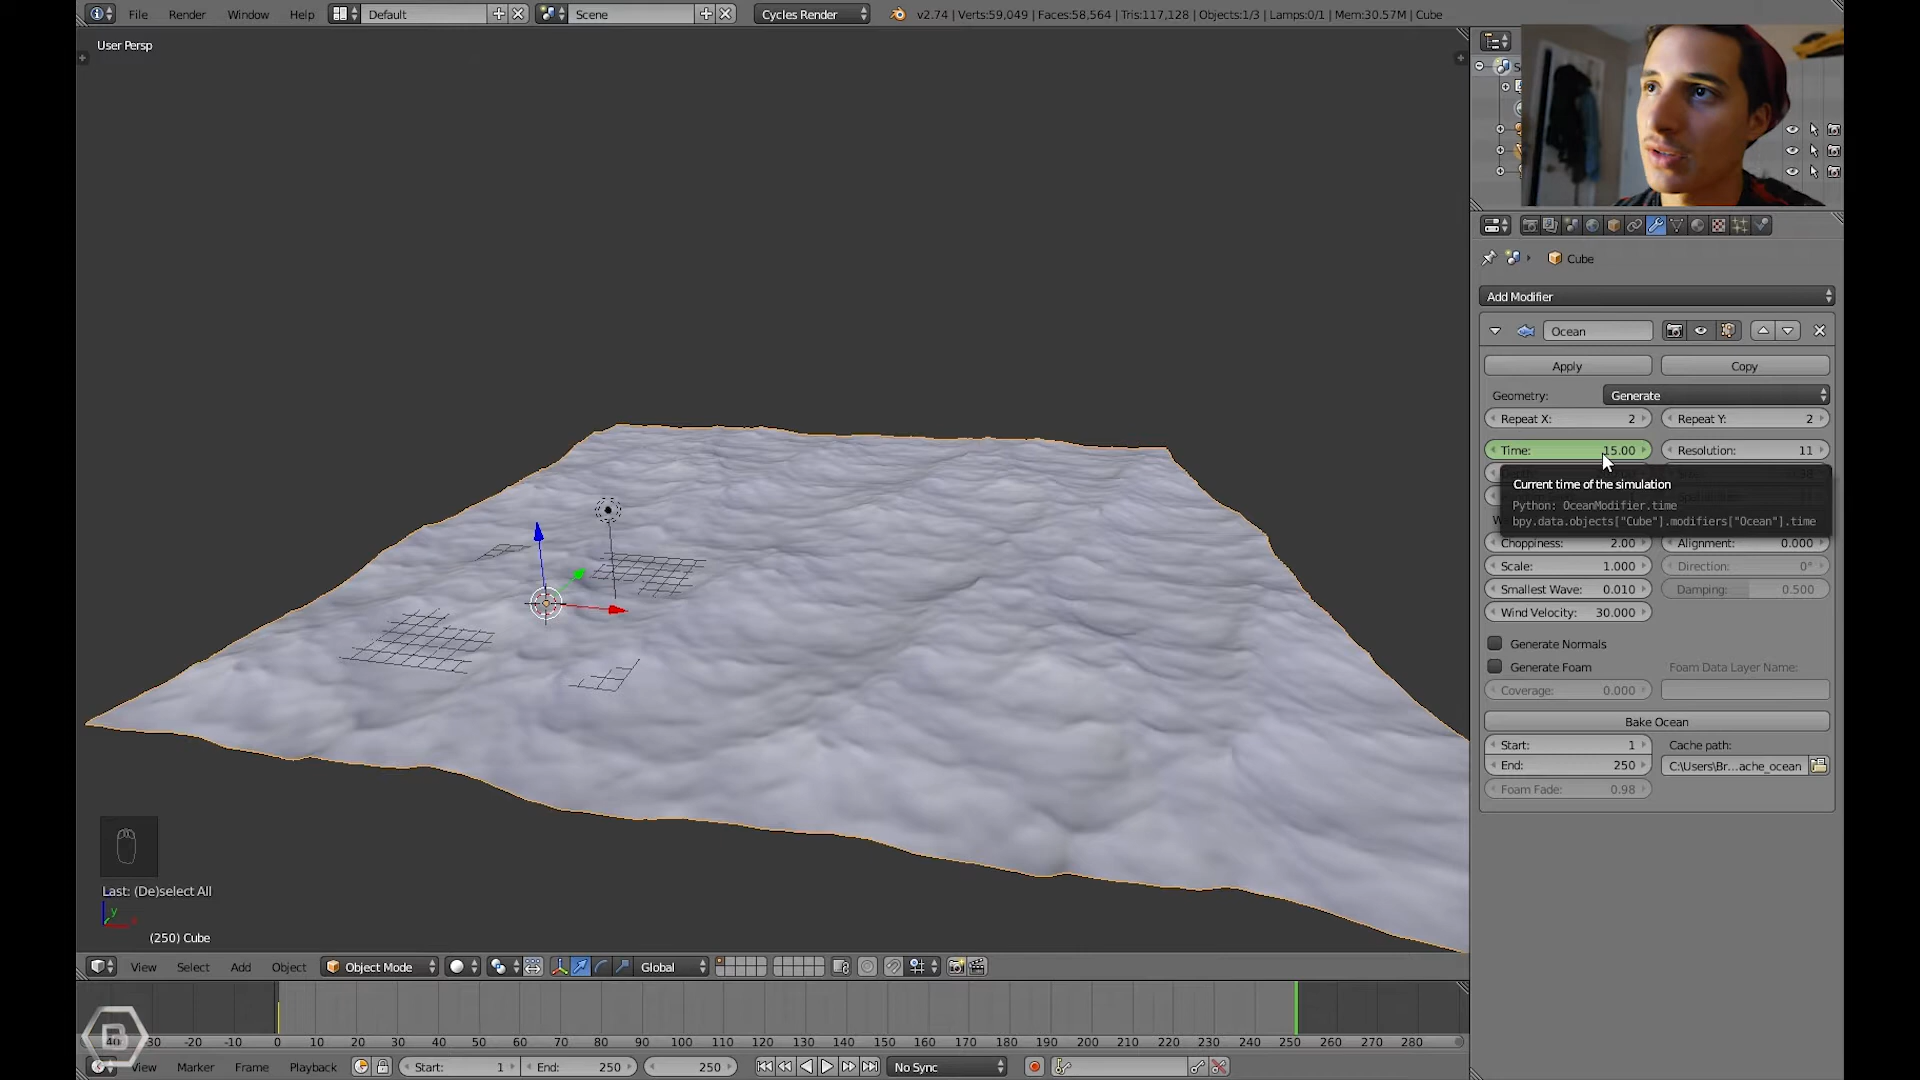 File Render Window Help Default Scene Cycles Render v2.74 | Verts:59,049 | Faces:58,564 | Tris:117,128 | Objects:1/3 | Lamps:0/1 | Mem:30.57M | Cube
User Persp
Cube
Add Modifier
Ocean
Apply Copy
Geometry: Generate
Repeat X: 2 Repeat Y: 2
Time: 15.00 Resolution: 11
Current time of the simulation
Python: OceanModifier.time
bpy.data.objects["Cube"].modifiers["Ocean"].time
Choppiness: 2.00 Alignment: 0.000
Scale: 1.000 Direction: 0°
Smallest Wave: 0.010 Damping: 0.500
Wind Velocity: 30.000
Generate Normals
Generate Foam Foam Data Layer Name:
Coverage: 0.000
Bake Ocean
Start: 1 Cache path:
End: 250 C:\Users\Br...ache_ocean
Foam Fade: 0.98
Last: (De)select All
y
(250) Cube
View Select Add Object Object Mode Global
-20 -10 0 10 20 30 40 50 60 70 80 90 100 110 120 130 140 150 160 170 180 190 200 210 220 230 240 250 260 270 280
B
View Marker Frame Playback Start: 1 End: 250 250 No Sync